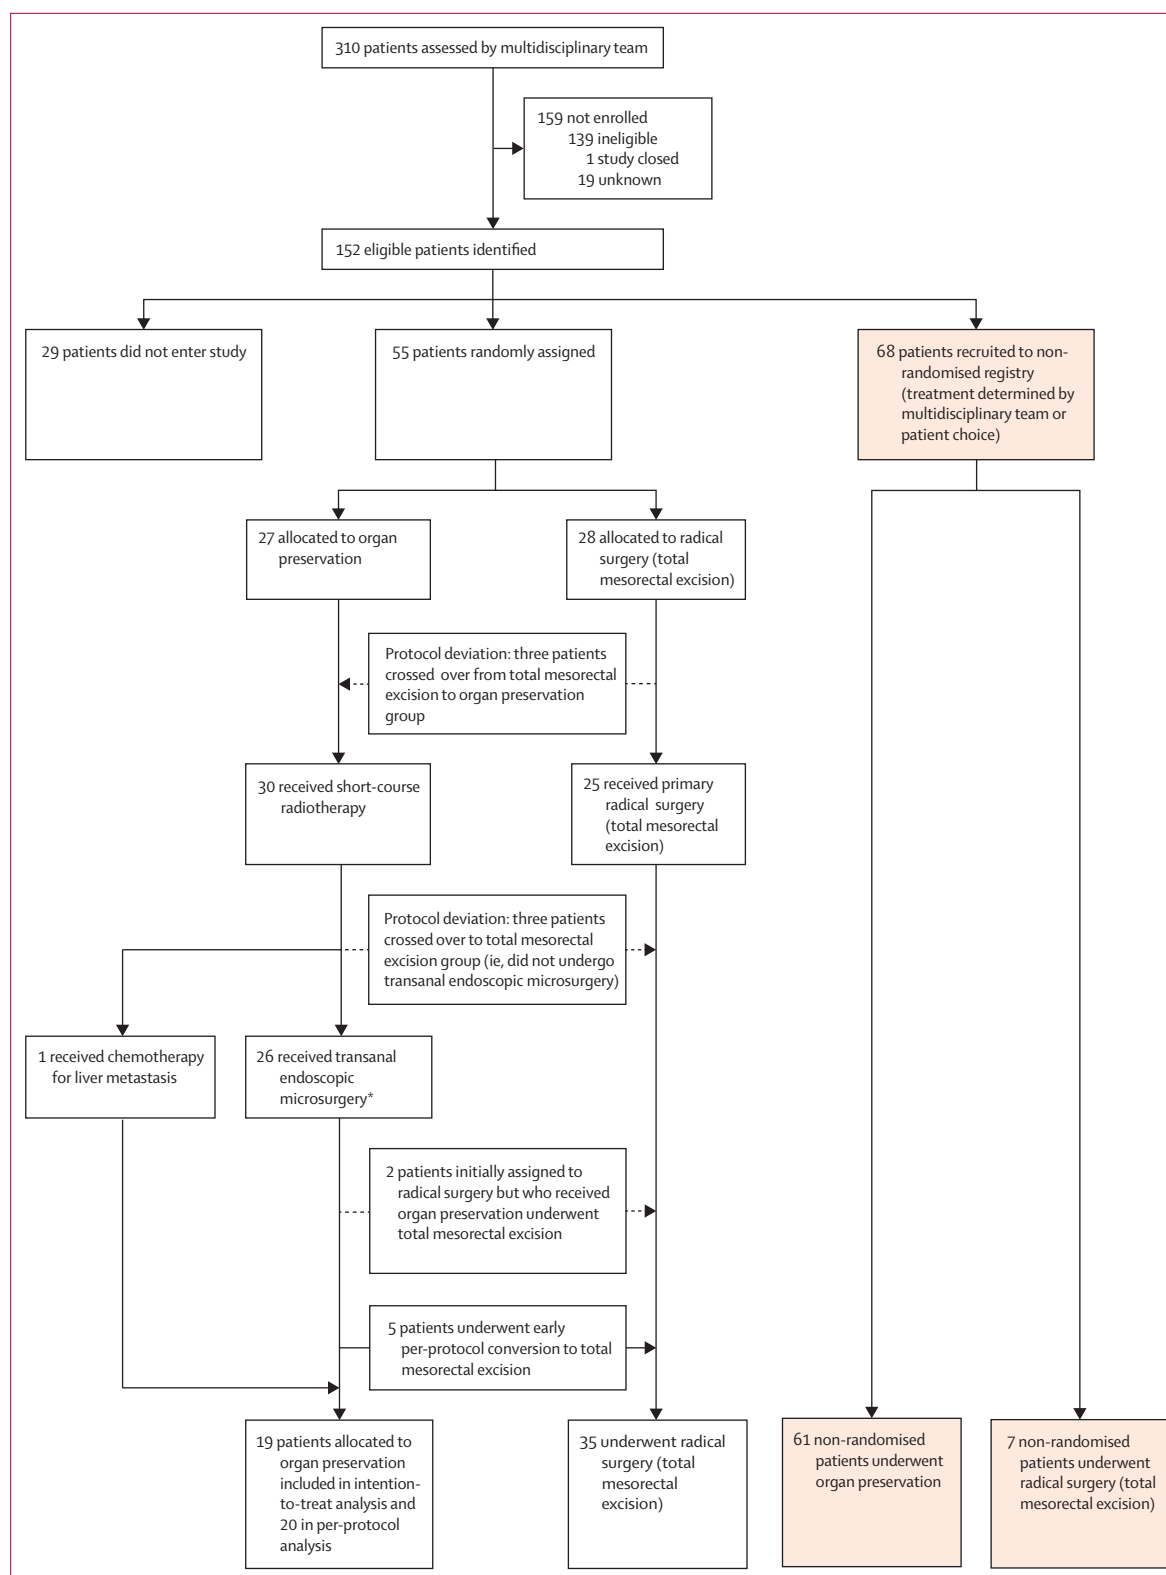 310 patients assessed by multidisciplinary team
159 not enrolled
139 ineligible
1 study closed
19 unknown
152 eligible patients identified
29 patients did not enter study
55 patients randomly assigned
68 patients recruited to non-
randomised registry
(treatment determined by
multidisciplinary team or
patient choice)
27 allocated to organ
preservation
28 allocated to radical
surgery (total
mesorectal excision)
Protocol deviation: three patients
crossed over from total mesorectal
excision to organ preservation
group
30 received short-course
radiotherapy
25 received primary
radical surgery
(total mesorectal
excision)
Protocol deviation: three patients
crossed over to total mesorectal
excision group (ie, did not undergo
transanal endoscopic microsurgery)
1 received chemotherapy
for liver metastasis
26 received transanal
endoscopic
microsurgery*
2 patients initially assigned to
radical surgery but who received
organ preservation underwent
total mesorectal excision
5 patients underwent early
per-protocol conversion to total
mesorectal excision
19 patients allocated to
organ preservation
included in intention-
to-treat analysis and
20 in per-protocol
analysis
35 underwent radical
surgery (total
mesorectal
excision)
61 non-randomised
patients underwent
organ preservation
7 non-randomised
patients underwent
radical surgery (total
mesorectal excision)